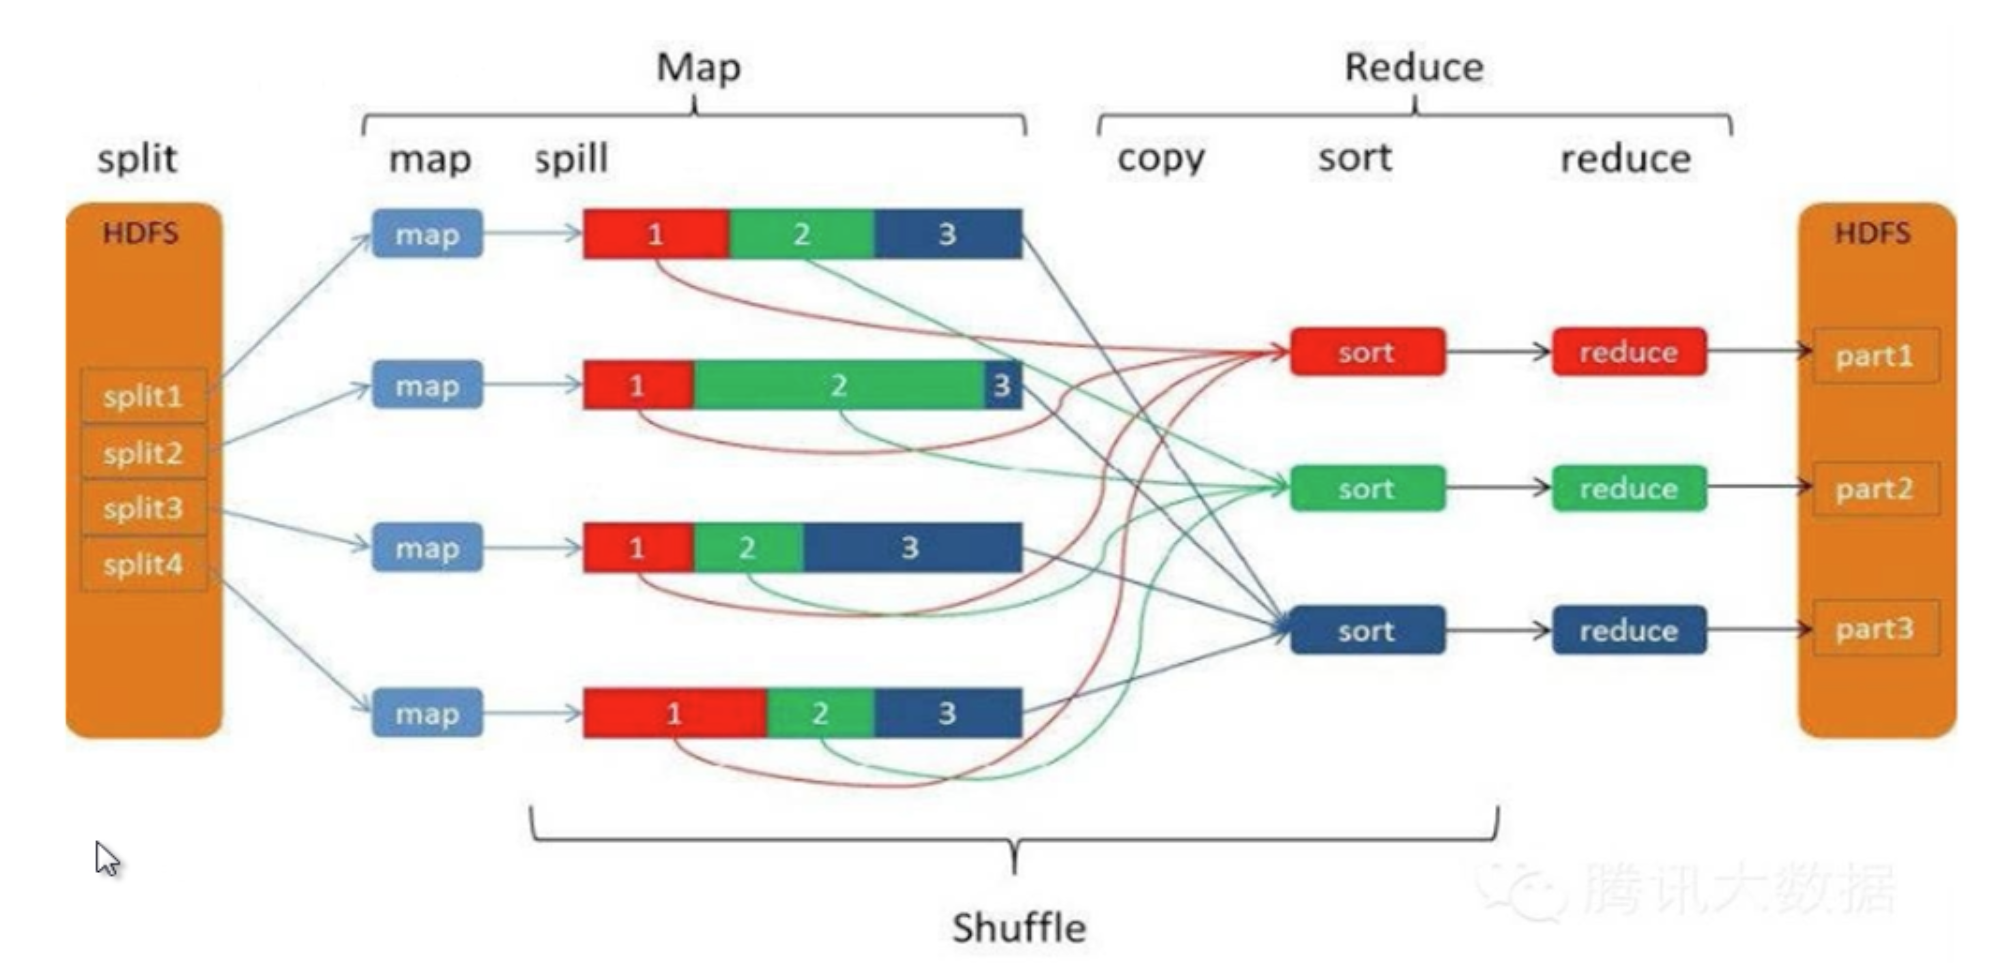 Map
Reduce
split
map
spill
copy
sort
reduce
HDFS
HDFS
map
1
2
3
sort
reduce
part1
split1
map
1
2
3
split2
sort
reduce
part2
split3
map
1
2
3
split4
sort
reduce
part3
map
1
2
3
Shuffle
腾讯大数据